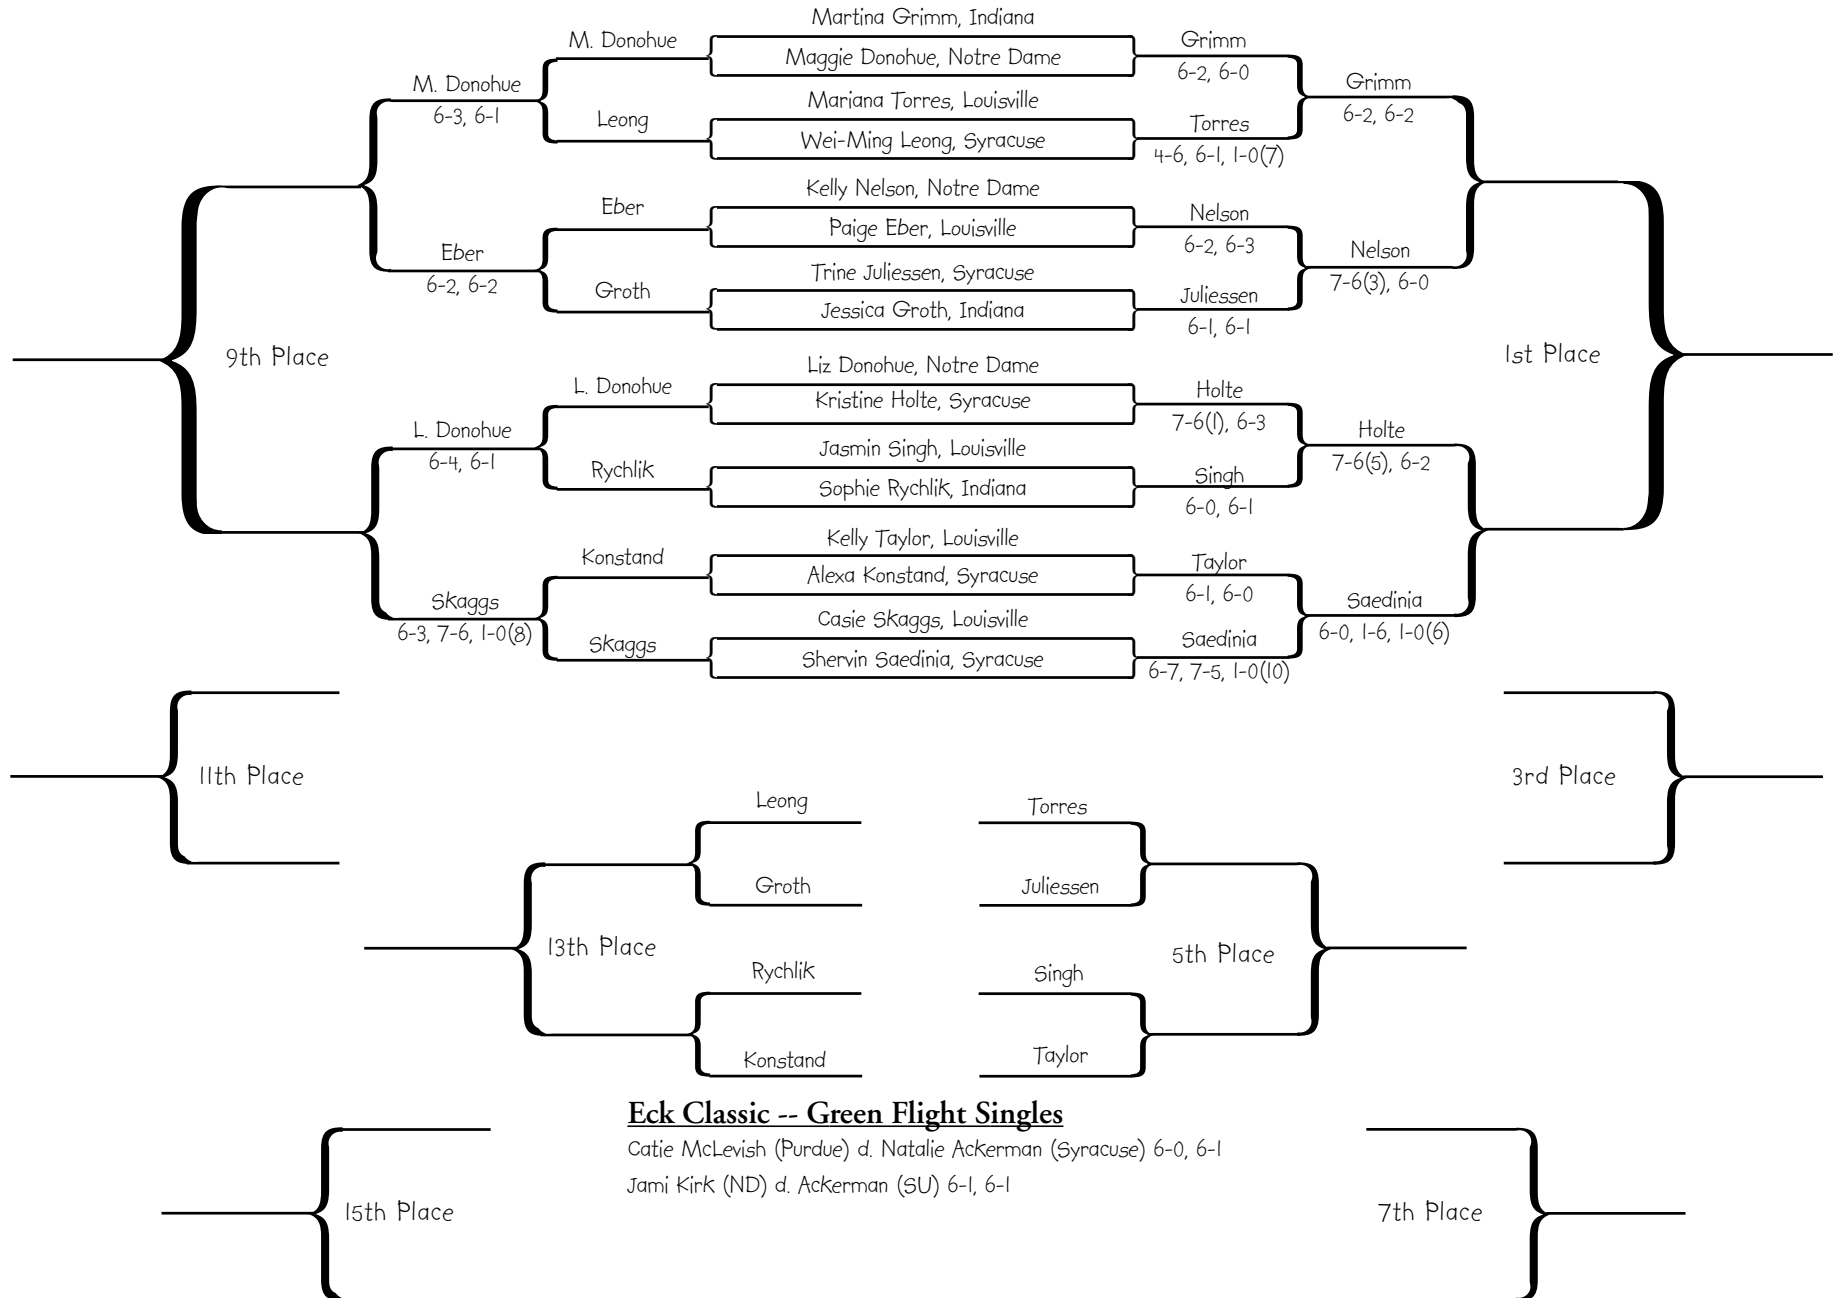 Martina Grimm, Indiana
M. Donohue
Grimm
Maggie Donohue, Notre Dame
6-2, 6-0
M. Donohue
Grimm
6-3, 6-1
6-2, 6-2
Mariana Torres, Louisville
Leong
Torres
Wei-Ming Leong, Syracuse
4-6, 6-1, 1-0(7)
Kelly Nelson, Notre Dame
Eber
Nelson
Paige Eber, Louisville
6-2, 6-3
Eber
Nelson
6-2, 6-2
7-6(3), 6-0
Trine Juliessen, Syracuse
Groth
Juliessen
Jessica Groth, Indiana
6-1, 6-1
9th Place
1st Place
Liz Donohue, Notre Dame
L. Donohue
Holte
Kristine Holte, Syracuse
7-6(1), 6-3
L. Donohue
Holte
6-4, 6-1
7-6(5), 6-2
Jasmin Singh, Louisville
Rychlik
Singh
Sophie Rychlik, Indiana
6-0, 6-1
Kelly Taylor, Louisville
Konstand
Taylor
Alexa Konstand, Syracuse
6-1, 6-0
Skaggs
Saedinia
6-3, 7-6, 1-0(8)
6-0, 1-6, 1-0(6)
Casie Skaggs, Louisville
Skaggs
Saedinia
Shervin Saedinia, Syracuse
6-7, 7-5, 1-0(10)
11th Place
3rd Place
Leong
Torres
Groth
Juliessen
13th Place
5th Place
Rychlik
Singh
Konstand
Taylor
Eck Classic -- Green Flight Singles
Catie McLevish (Purdue) d. Natalie Ackerman (Syracuse) 6-0, 6-1
Jami Kirk (ND) d. Ackerman (SU) 6-1, 6-1
15th Place
7th Place